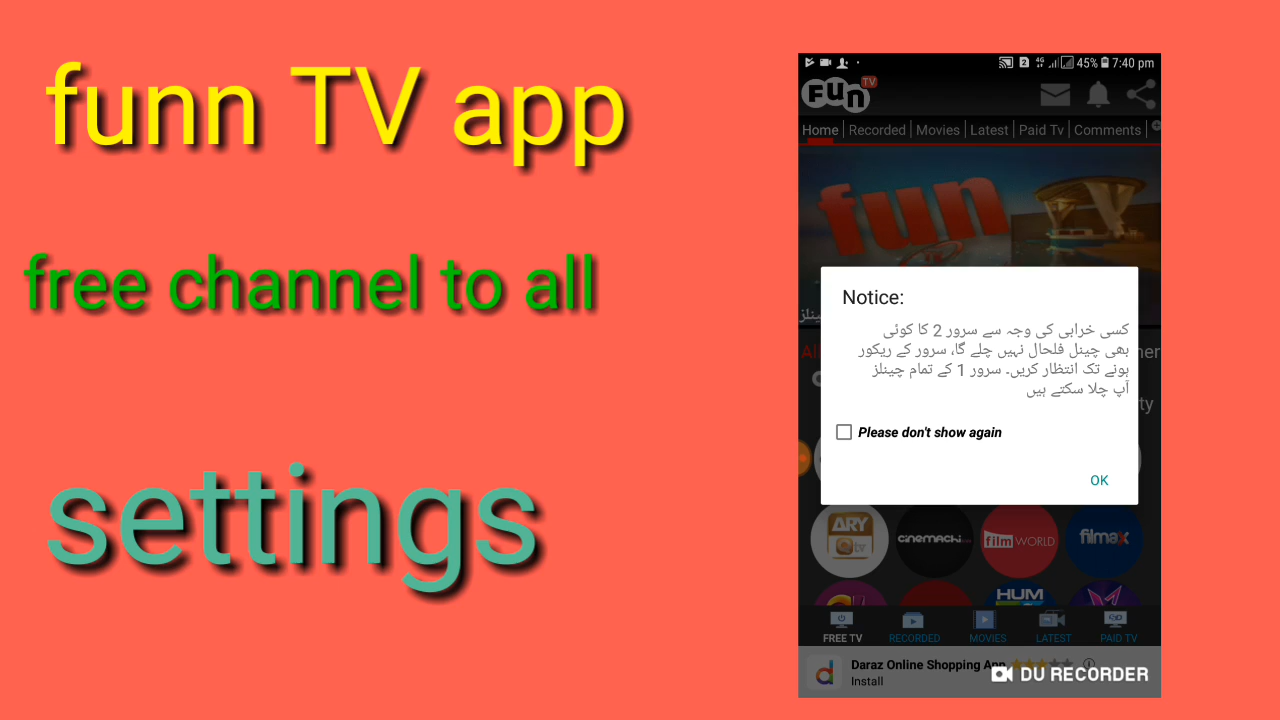 funn TV app
free channel to all
settings
45% 7:40 pm
Fun TV
Home Recorded Movies Latest Paid Tv Comments
fun
Notice:
کسی خرابی کی وجہ سے سرور 2 کا کوئی
بھی چینل فلحال نہیں چلے گا، سرور کے ریکور
ہونے تک انتظار کریں۔ سرور 1 کے تمام چینلز
آپ چلا سکتے ہیں
Please don't show again
OK
ARY Qtv cinemachi film WORLD filmax
HUM
FREE TV RECORDED MOVIES LATEST PAID TV
Daraz Online Shopping App
Install
DU RECORDER